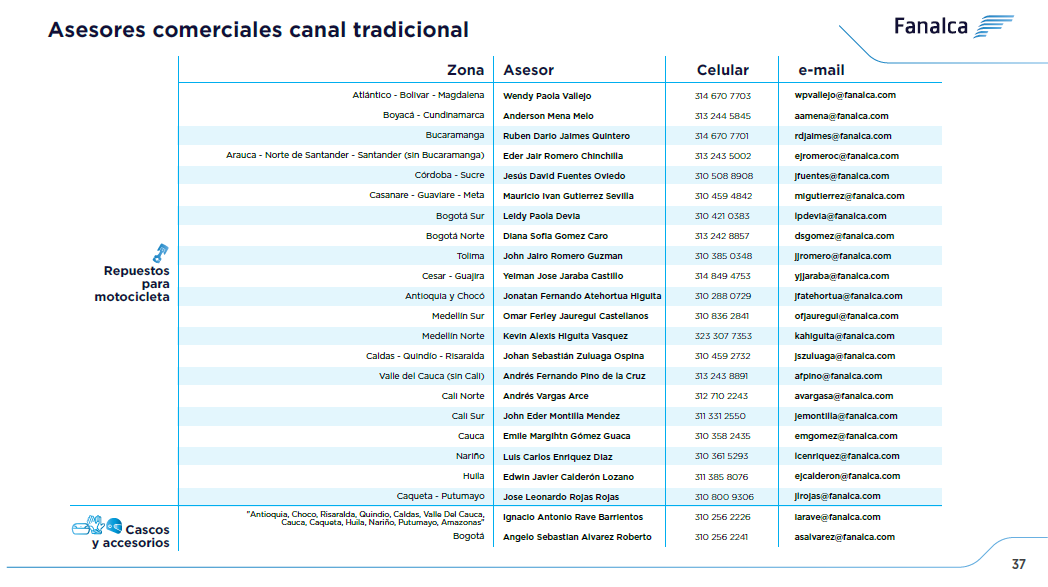 Asesores comerciales canal tradicional
Fanalca
Zona Asesor Celular e-mail
Atlántico - Bolivar - Magdalena Wendy Paola Vallejo 314 670 7703 wpvallejo@fanalca.com
Boyacá - Cundinamarca Anderson Mena Melo 313 244 5845 aamena@fanalca.com
Bucaramanga Ruben Dario Jaimes Quintero 314 670 7701 rdjaimes@fanalca.com
Arauca - Norte de Santander - Santander (sin Bucaramanga) Eder Jair Romero Chinchilla 313 243 5002 ejromeroc@fanalca.com
Córdoba - Sucre Jesús David Fuentes Oviedo 310 508 8908 jfuentes@fanalca.com
Casanare - Guaviare - Meta Mauricio Ivan Gutierrez Sevilla 310 459 4842 migutierrez@fanalca.com
Bogotá Sur Leidy Paola Devia 310 421 0383 lpdevia@fanalca.com
Bogotá Norte Diana Sofia Gomez Caro 313 242 8857 dsgomez@fanalca.com
Tolima John Jairo Romero Guzman 310 385 0348 jjromero@fanalca.com
Cesar - Guajira Yeiman Jose Jaraba Castillo 314 849 4753 yjjaraba@fanalca.com
Repuestos
para
motocicleta
Antioquia y Chocó Jonatan Fernando Atehortua Higuita 310 288 0729 jfatehortua@fanalca.com
Medellín Sur Omar Ferley Jauregui Castellanos 310 836 2841 ofjauregui@fanalca.com
Medellín Norte Kevin Alexis Higuita Vasquez 323 307 7353 kahiguita@fanalca.com
Caldas - Quindío - Risaralda Johan Sebastián Zuluaga Ospina 310 459 2732 jszuluaga@fanalca.com
Valle del Cauca (sin Cali) Andrés Fernando Pino de la Cruz 313 243 8891 afpino@fanalca.com
Cali Norte Andrés Vargas Arce 312 710 2243 avargasa@fanalca.com
Cali Sur John Eder Montilla Mendez 311 331 2550 jemontilla@fanalca.com
Cauca Emile Margihtn Gómez Guaca 310 358 2435 emgomez@fanalca.com
Nariño Luis Carlos Enriquez Diaz 310 361 5293 lcenriquez@fanalca.com
Huila Edwin Javier Calderón Lozano 311 385 8076 ejcalderon@fanalca.com
Caqueta - Putumayo Jose Leonardo Rojas Rojas 310 800 9306 jlrojas@fanalca.com
Cascos
y accesorios
"Antioquia, Choco, Risaralda, Quindio, Caldas, Valle Del Cauca,
Cauca, Caqueta, Huila, Nariño, Putumayo, Amazonas" Ignacio Antonio Rave Barrientos 310 256 2226 iarave@fanalca.com
Bogotá Angelo Sebastian Alvarez Roberto 310 256 2241 asalvarez@fanalca.com
37